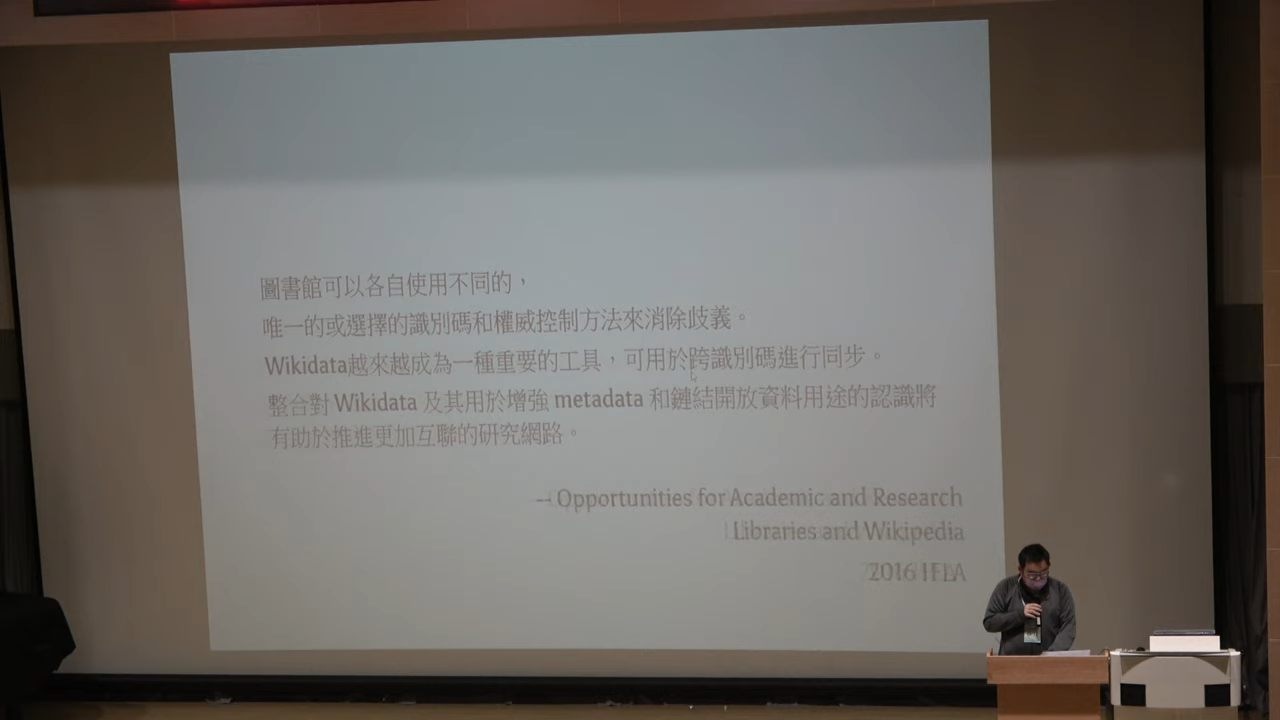 圖書館可以各自使用不同的，
唯一的或選擇的識別碼和權威控制方法來消除歧義。
Wikidata越來越成為一種重要的工具，可用於跨識別碼進行同步。
整合對 Wikidata 及其用於增強 metadata 和鏈結開放資料用途的認識將
有助於推進更加互聯的研究網路。
— Opportunities for Academic and Research
Libraries and Wikipedia
2016 IFLA